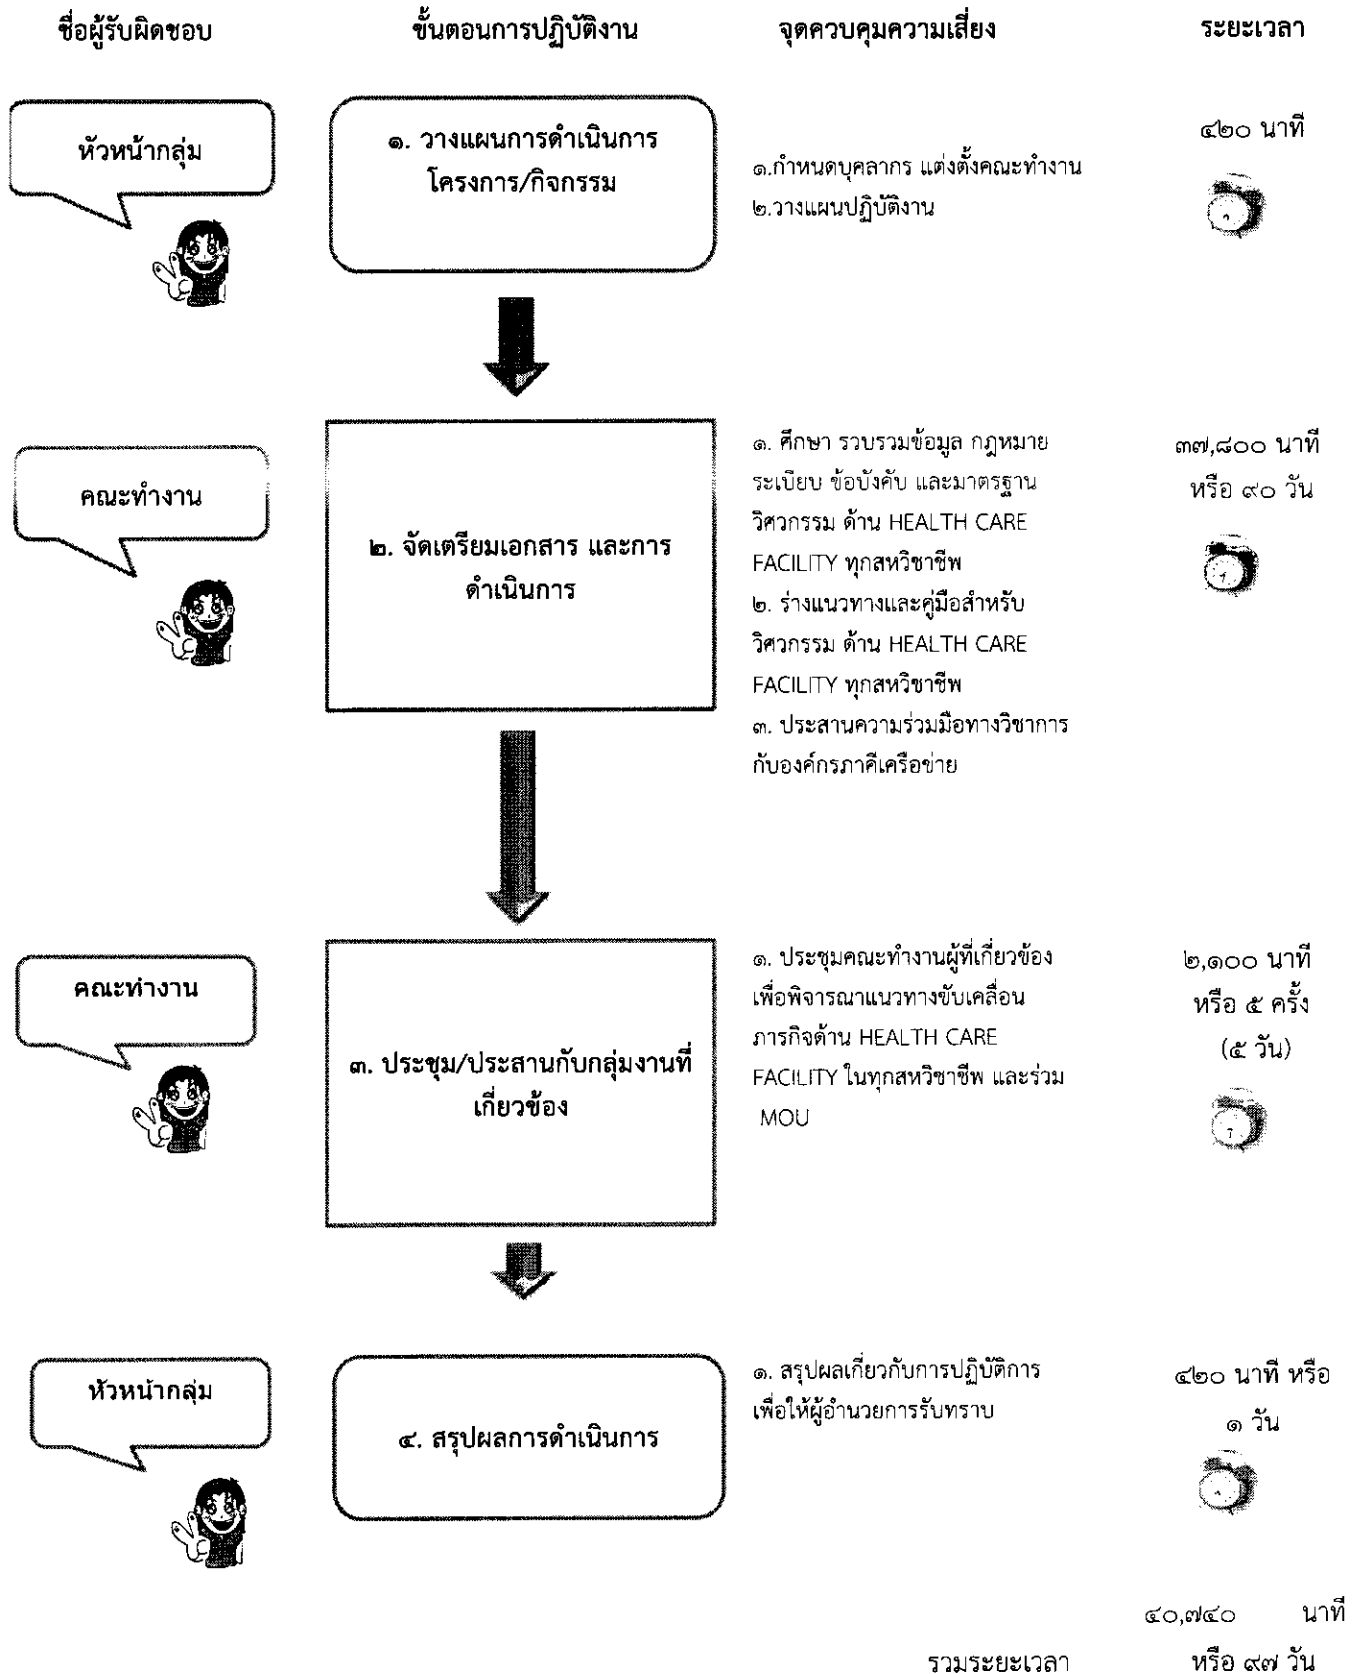 ชื่อผู้รับผิดชอบ ขั้นตอนการปฏิบัติงาน จุดควบคุมความเสี่ยง ระยะเวลา
หัวหน้ากลุ่ม
๑. วางแผนการดำเนินการ
โครงการ/กิจกรรม
๑.กำหนดบุคลากร แต่งตั้งคณะทำงาน
๒.วางแผนปฏิบัติงาน
๔๒๐ นาที
คณะทำงาน
๒. จัดเตรียมเอกสาร และการ
ดำเนินการ
๑. ศึกษา รวบรวมข้อมูล กฎหมาย
ระเบียบ ข้อบังคับ และมาตรฐาน
วิศวกรรม ด้าน HEALTH CARE
FACILITY ทุกสหวิชาชีพ
๒. ร่างแนวทางและคู่มือสำหรับ
วิศวกรรม ด้าน HEALTH CARE
FACILITY ทุกสหวิชาชีพ
๓. ประสานความร่วมมือทางวิชาการ
กับองค์กรภาคีเครือข่าย
๓๗,๘๐๐ นาที
หรือ ๙๐ วัน
คณะทำงาน
๓. ประชุม/ประสานกับกลุ่มงานที่
เกี่ยวข้อง
๑. ประชุมคณะทำงานผู้ที่เกี่ยวข้อง
เพื่อพิจารณาแนวทางขับเคลื่อน
ภารกิจด้าน HEALTH CARE
FACILITY ในทุกสหวิชาชีพ และร่วม
MOU
๒,๑๐๐ นาที
หรือ ๕ ครั้ง
(๕ วัน)
หัวหน้ากลุ่ม
๔. สรุปผลการดำเนินการ
๑. สรุปผลเกี่ยวกับการปฏิบัติการ
เพื่อให้ผู้อำนวยการรับทราบ
๔๒๐ นาที หรือ
๑ วัน
๔๐,๗๔๐ นาที
รวมระยะเวลา หรือ ๙๗ วัน